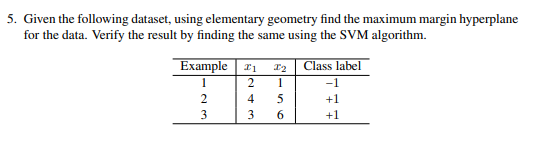 5. Given the following dataset, using elementary geometry find the maximum margin hyperplane
for the data. Verify the result by finding the same using the SVM algorithm.
Example x₁ x₂ Class label
1 2 1 −1
2 4 5 +1
3 3 6 +1